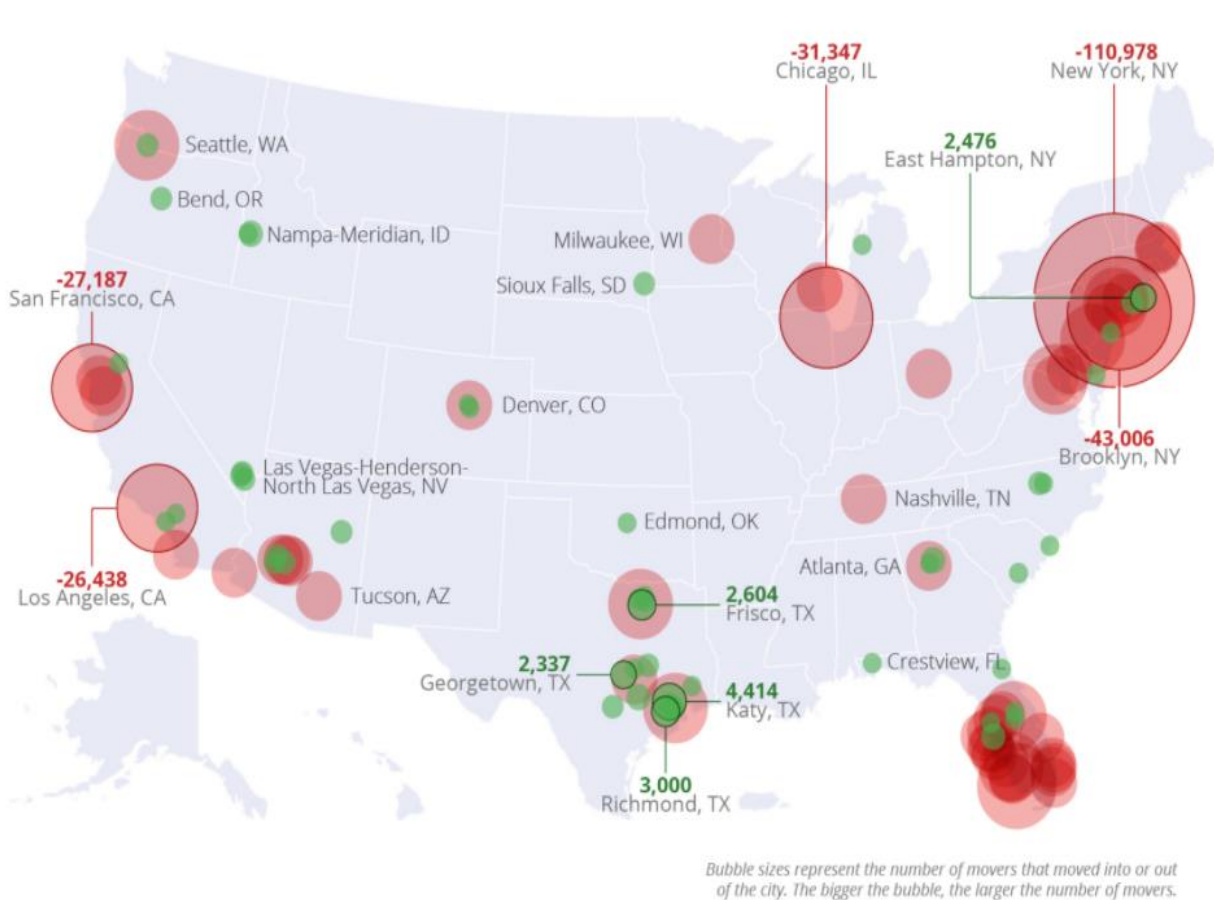 -31,347
Chicago, IL
-110,978
New York, NY
2,476
East Hampton, NY
Seattle, WA
Bend, OR
Nampa-Meridian, ID
Milwaukee, WI
Sioux Falls, SD
-27,187
San Francisco, CA
Denver, CO
-43,006
Brooklyn, NY
Las Vegas-Henderson-
North Las Vegas, NV
Nashville, TN
Edmond, OK
Atlanta, GA
-26,438
Los Angeles, CA
Tucson, AZ
2,604
Frisco, TX
2,337
Georgetown, TX
Crestview, FL
4,414
Katy, TX
3,000
Richmond, TX
Bubble sizes represent the number of movers that moved into or out
of the city. The bigger the bubble, the larger the number of movers.